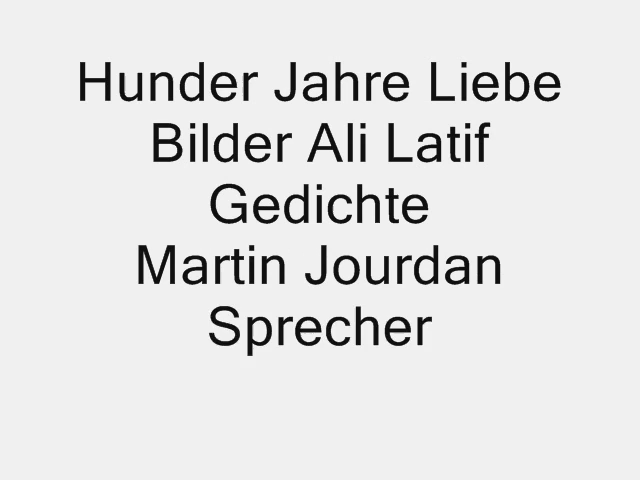 Hunder Jahre Liebe
Bilder Ali Latif
Gedichte
Martin Jourdan
Sprecher